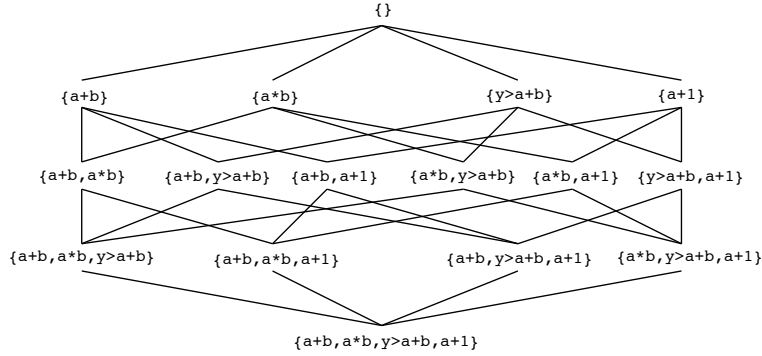 {}
{a+b} {a*b} {y>a+b} {a+1}
{a+b,a*b} {a+b,y>a+b} {a+b,a+1} {a*b,y>a+b} {a*b,a+1} {y>a+b,a+1}
{a+b,a*b,y>a+b} {a+b,a*b,a+1} {a+b,y>a+b,a+1} {a*b,y>a+b,a+1}
{a+b,a*b,y>a+b,a+1}